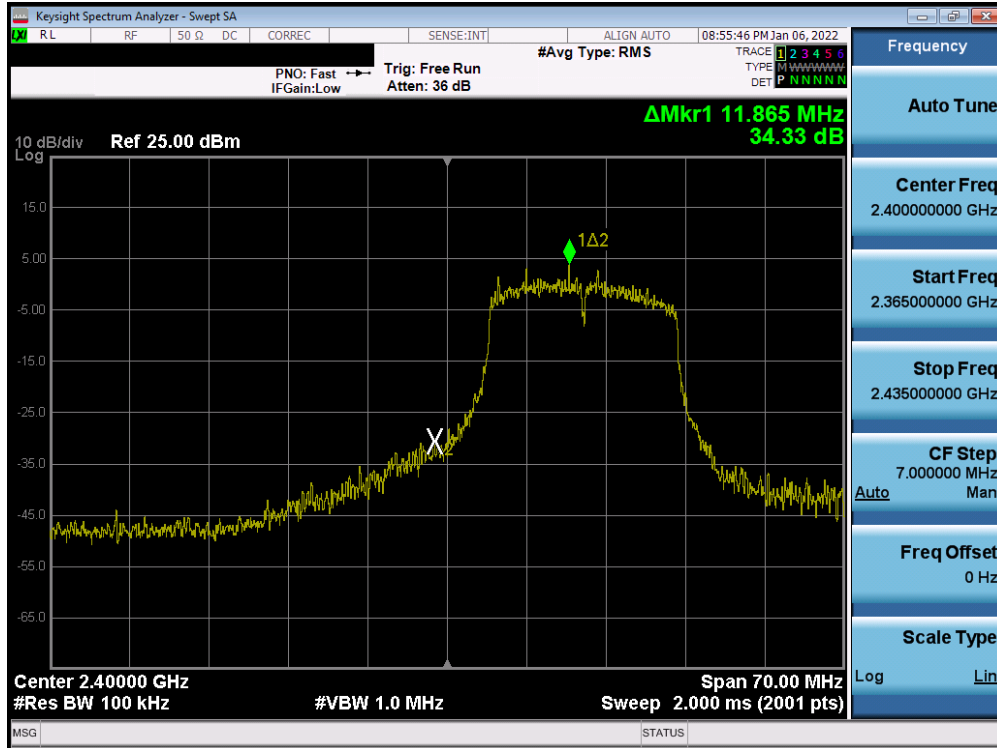 Keysight Spectrum Analyzer - Swept SA
LXI RL RF 50 Ω DC CORREC SENSE:INT ALIGN AUTO 08:55:46 PM Jan 06, 2022
PNO: Fast
IFGain:Low
Trig: Free Run
Atten: 36 dB
#Avg Type: RMS
TRACE 1 2 3 4 5 6
TYPE M W W W W W
DET P N N N N N
ΔMkr1 11.865 MHz
34.33 dB
10 dB/div Ref 25.00 dBm
Log
15.0
5.00
-5.00
-15.0
-25.0
-35.0
-45.0
-55.0
-65.0
1Δ2
X2
Center 2.40000 GHz Span 70.00 MHz
#Res BW 100 kHz #VBW 1.0 MHz Sweep 2.000 ms (2001 pts)
MSG STATUS
Frequency
Auto Tune
Center Freq
2.400000000 GHz
Start Freq
2.365000000 GHz
Stop Freq
2.435000000 GHz
CF Step
7.000000 MHz
Auto Man
Freq Offset
0 Hz
Scale Type
Log Lin